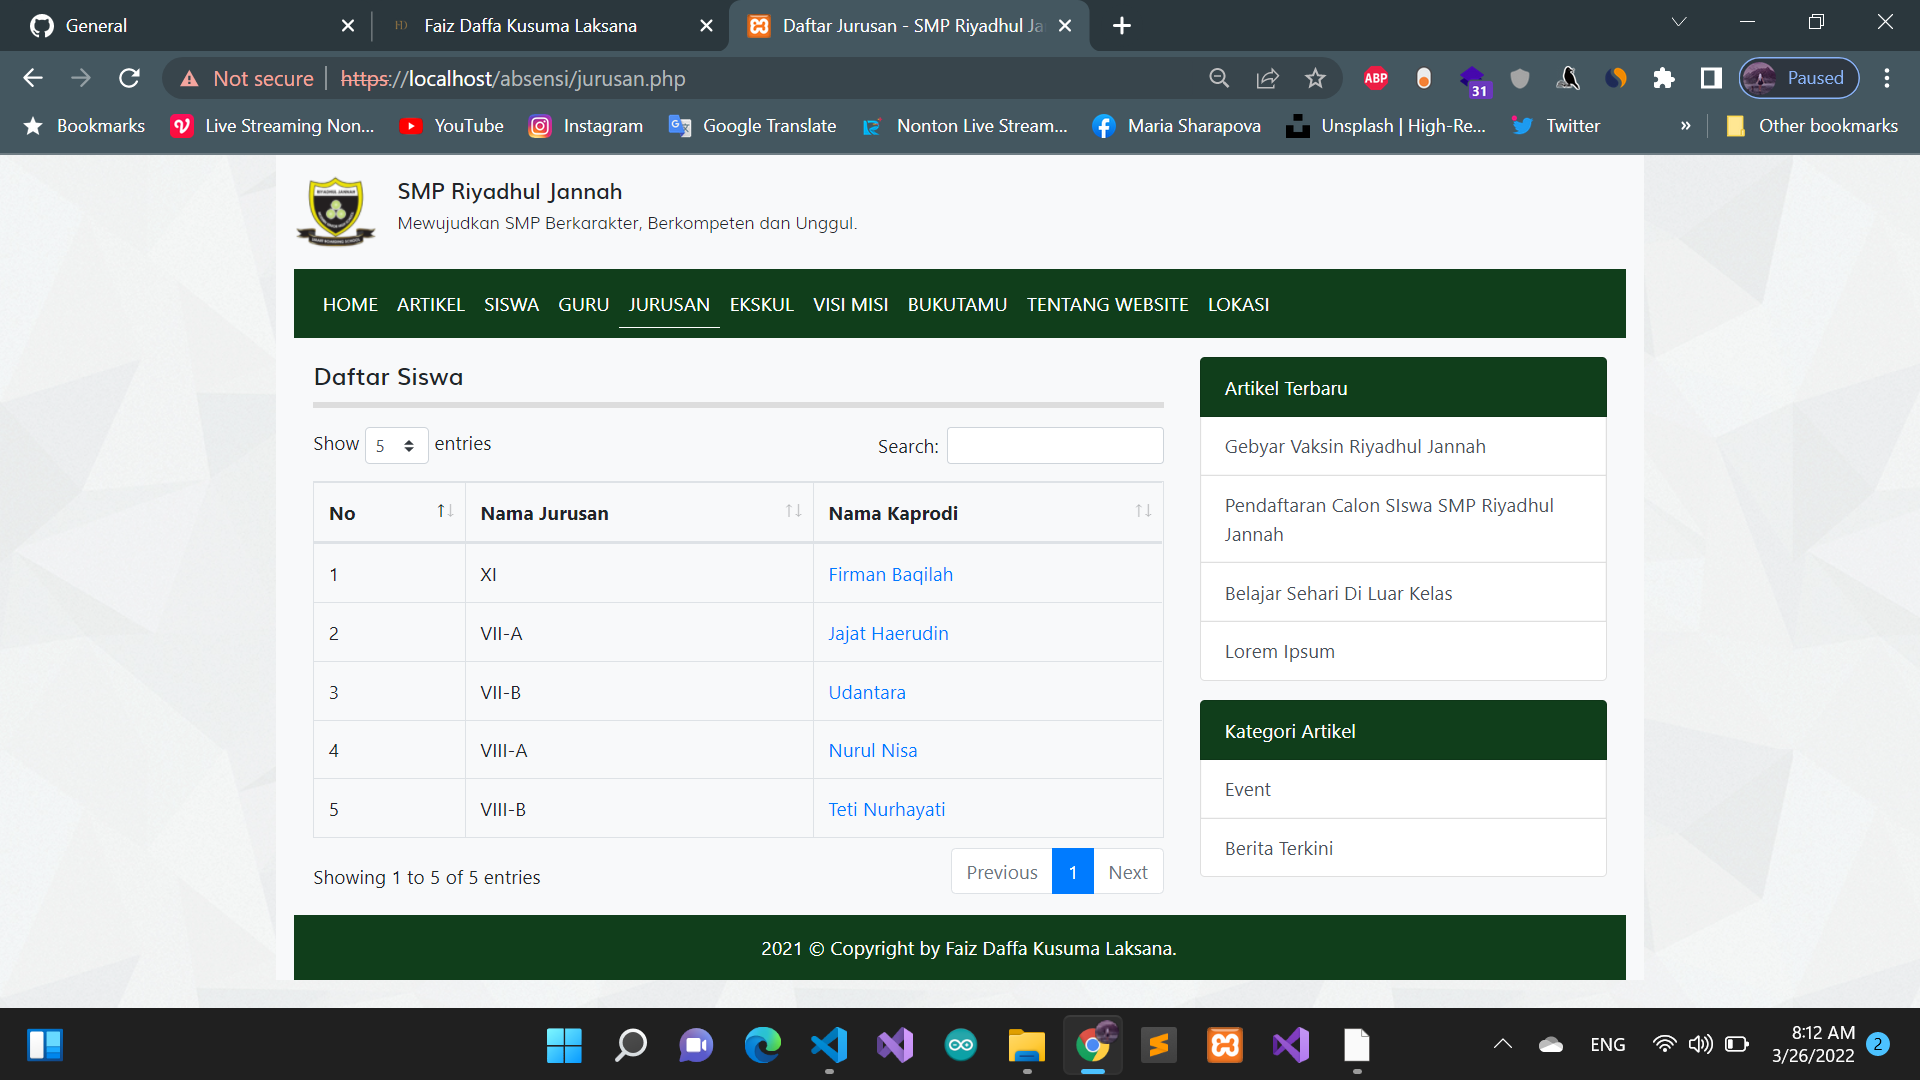 General
Faiz Daffa Kusuma Laksana
Daftar Jurusan - SMP Riyadhul Ja
Not secure
https://localhost/absensi/jurusan.php
ABP
31
Paused
Bookmarks
Live Streaming Non...
YouTube
Instagram
Google Translate
Nonton Live Stream...
Maria Sharapova
Unsplash | High-Re...
Twitter
»
Other bookmarks
SMP Riyadhul Jannah
Mewujudkan SMP Berkarakter, Berkompeten dan Unggul.
HOME ARTIKEL SISWA GURU JURUSAN EKSKUL VISI MISI BUKUTAMU TENTANG WEBSITE LOKASI
Daftar Siswa
Show 5 entries
Search:
No Nama Jurusan Nama Kaprodi
1 XI Firman Baqilah
2 VII-A Jajat Haerudin
3 VII-B Udantara
4 VIII-A Nurul Nisa
5 VIII-B Teti Nurhayati
Showing 1 to 5 of 5 entries
Previous 1 Next
Artikel Terbaru
Gebyar Vaksin Riyadhul Jannah
Pendaftaran Calon SIswa SMP Riyadhul
Jannah
Belajar Sehari Di Luar Kelas
Lorem Ipsum
Kategori Artikel
Event
Berita Terkini
2021 © Copyright by Faiz Daffa Kusuma Laksana.
ENG
8:12 AM
3/26/2022
2